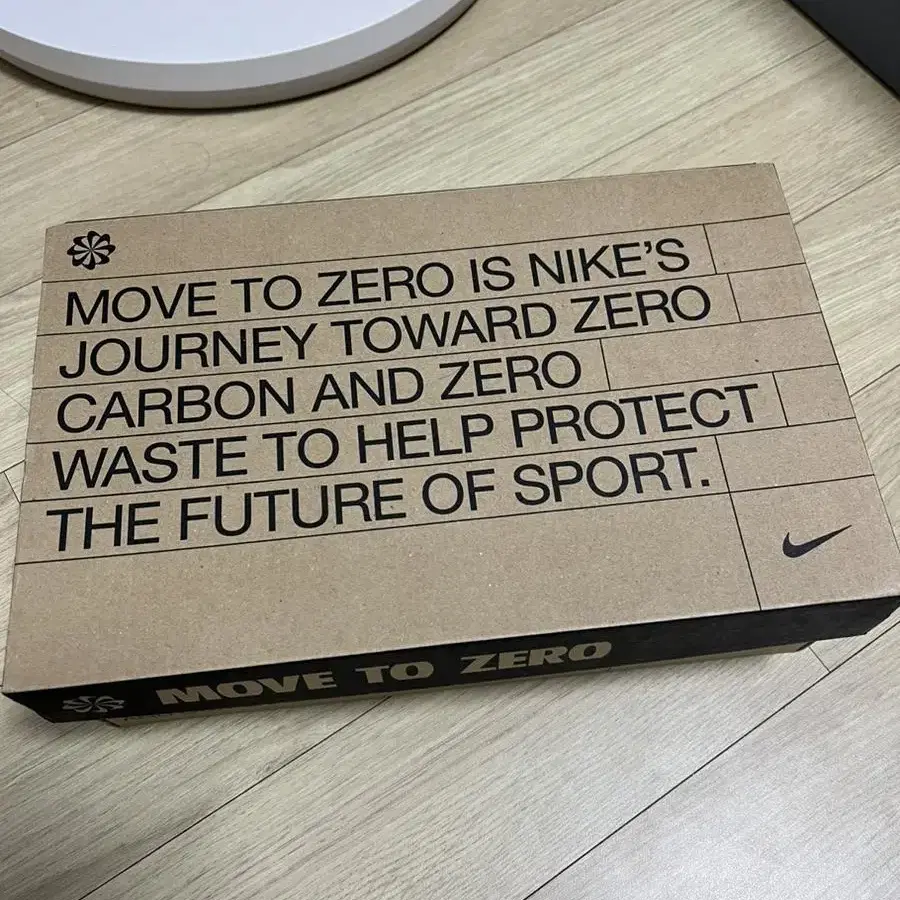 MOVE TO ZERO IS NIKE'S
JOURNEY TOWARD ZERO
CARBON AND ZERO
WASTE TO HELP PROTECT
THE FUTURE OF SPORT.
MOVE TO ZERO